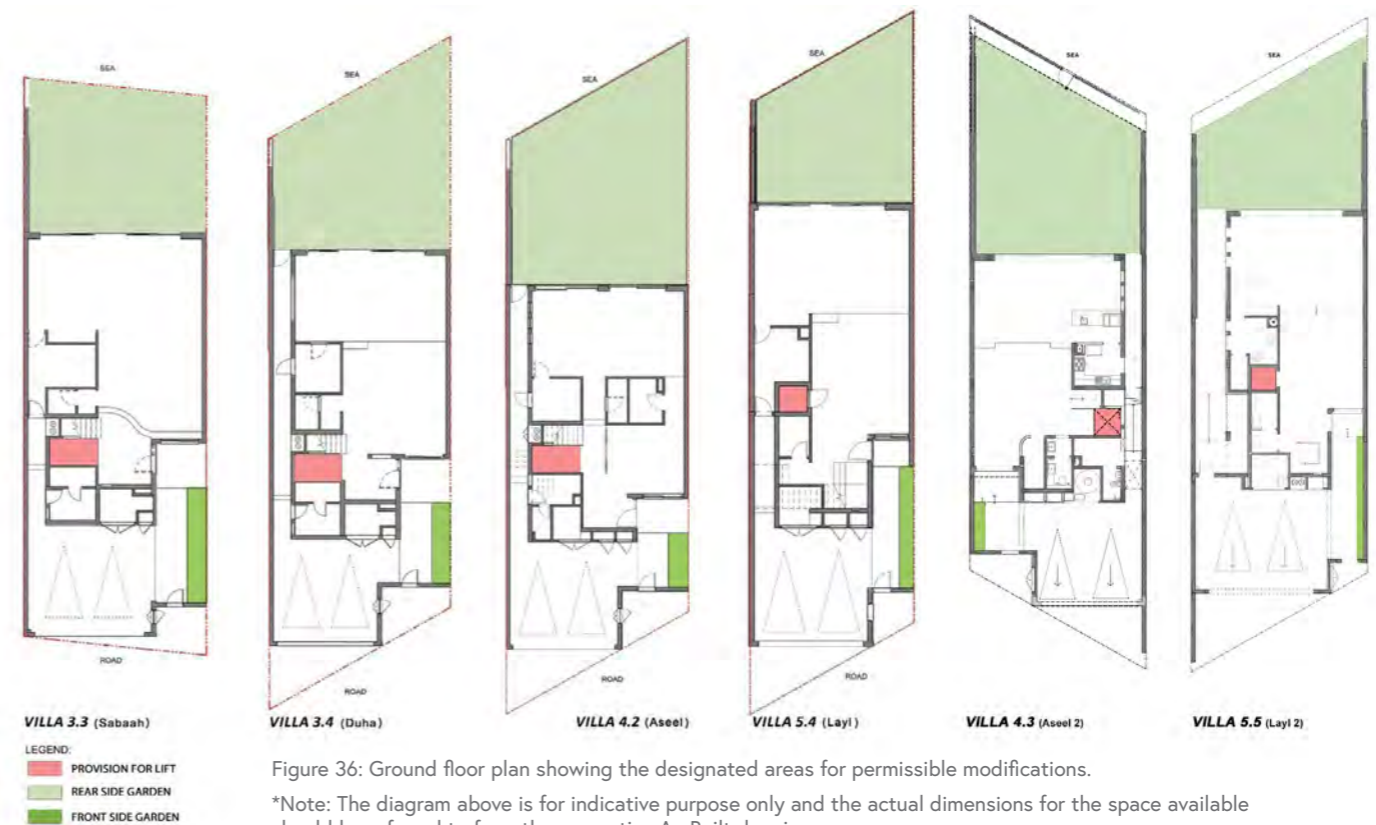 SEA
SEA
SEA
SEA
SEA
SEA
ROAD
ROAD
ROAD
ROAD
VILLA 3.3 (Sabaah)
VILLA 3.4 (Duha)
VILLA 4.2 (Aseel)
VILLA 5.4 (Layl)
VILLA 4.3 (Aseel 2)
VILLA 5.5 (Layl 2)
LEGEND:
PROVISION FOR LIFT
REAR SIDE GARDEN
FRONT SIDE GARDEN
Figure 36: Ground floor plan showing the designated areas for permissible modifications.
*Note: The diagram above is for indicative purpose only and the actual dimensions for the space available